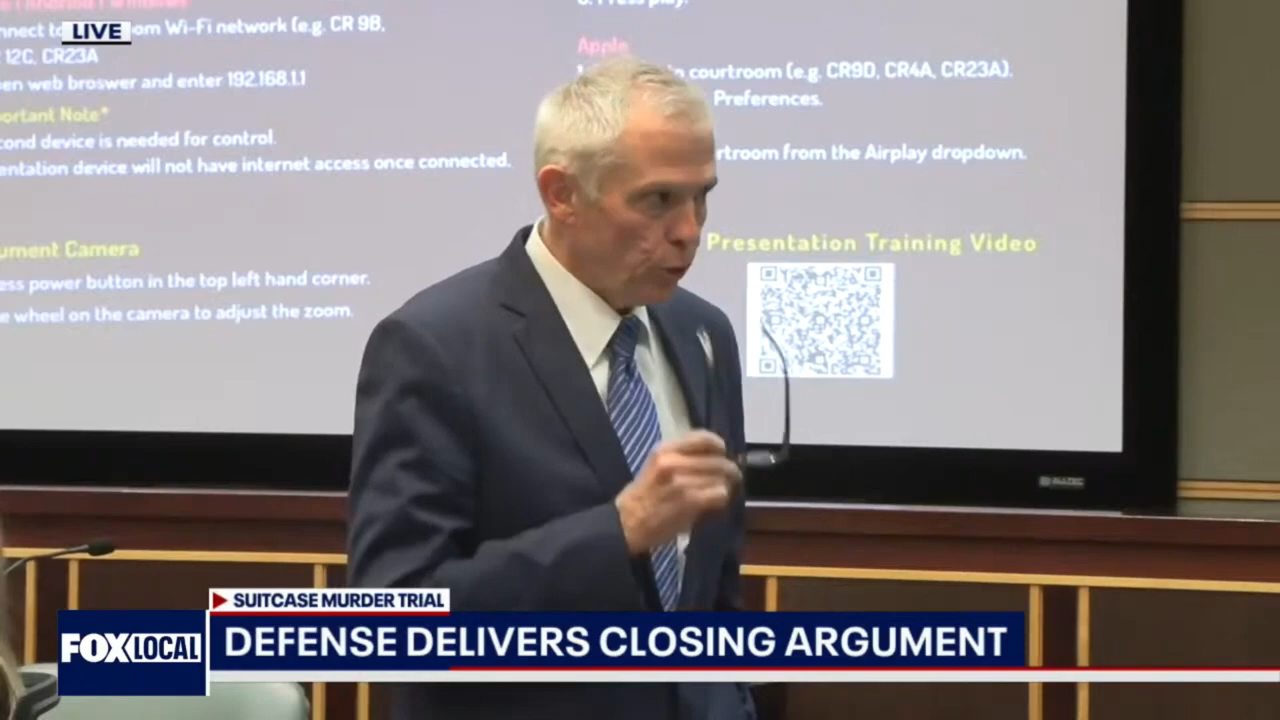 LIVE
om Wi-Fi network (e.g. CR 9B,
12C, CR23A
en web broswer and enter 192.168.1.1
ortant Note*
cond device is needed for control.
entation device will not have internet access once connected.
ument Camera
ess power button in the top left hand corner.
e wheel on the camera to adjust the zoom.
Press play.
Apple
courtroom (e.g. CR9D, CR4A, CR23A).
Preferences.
rtroom from the Airplay dropdown.
Presentation Training Video
ALLTEC
SUITCASE MURDER TRIAL
FOX LOCAL
DEFENSE DELIVERS CLOSING ARGUMENT